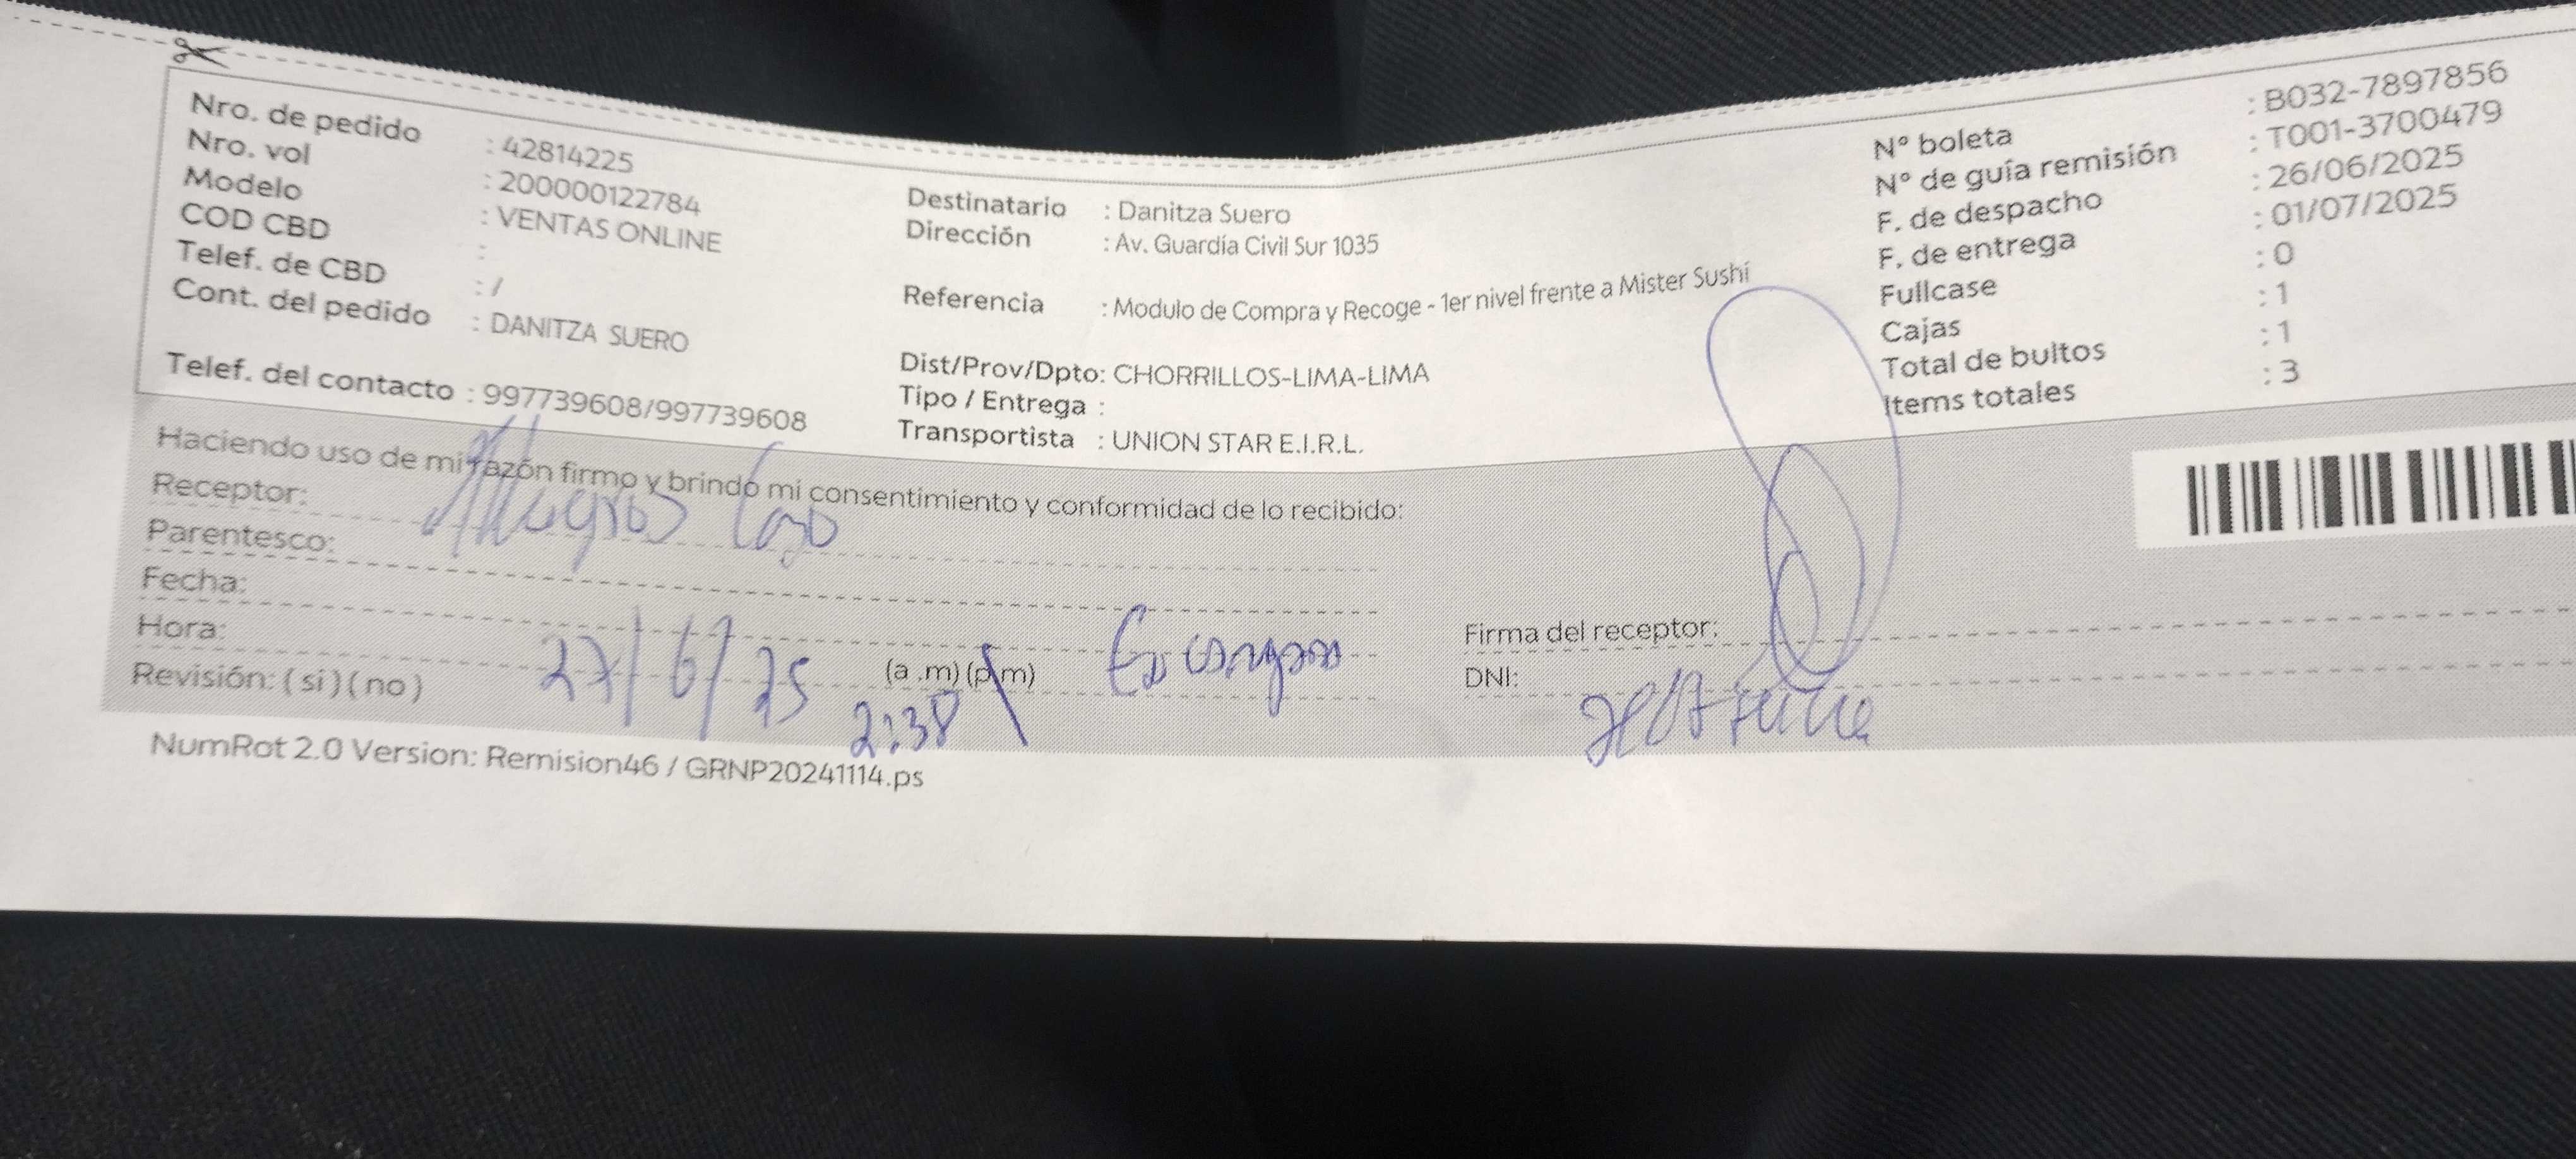 Nro. de pedido : 42814225
Nro. vol : 200000122784
Modelo : VENTAS ONLINE
COD CBD :
Telef. de CBD : /
Cont. del pedido : DANITZA SUERO
Telef. del contacto : 997739608/997739608
Destinatario : Danitza Suero
Dirección : Av. Guardía Civil Sur 1035
Referencia : Modulo de Compra y Recoge - 1er nivel frente a Mister Sushi
Dist/Prov/Dpto: CHORRILLOS-LIMA-LIMA
Tipo / Entrega :
Transportista : UNION STAR E.I.R.L.
N° boleta : B032-7897856
N° de guía remisión : T001-3700479
F. de despacho : 26/06/2025
F. de entrega : 01/07/2025
Fullcase : 0
Cajas : 1
Total de bultos : 1
Items totales : 3
Haciendo uso de mi razón firmo y brindo mi consentimiento y conformidad de lo recibido:
Receptor: Milagros
Parentesco:
Fecha: 27/6/25
Hora: 2:38 (a .m) (p.m)
Revisión: ( si ) ( no )
Firma del receptor:
DNI:
NumRot 2.0 Version: Remision46 / GRNP20241114.ps